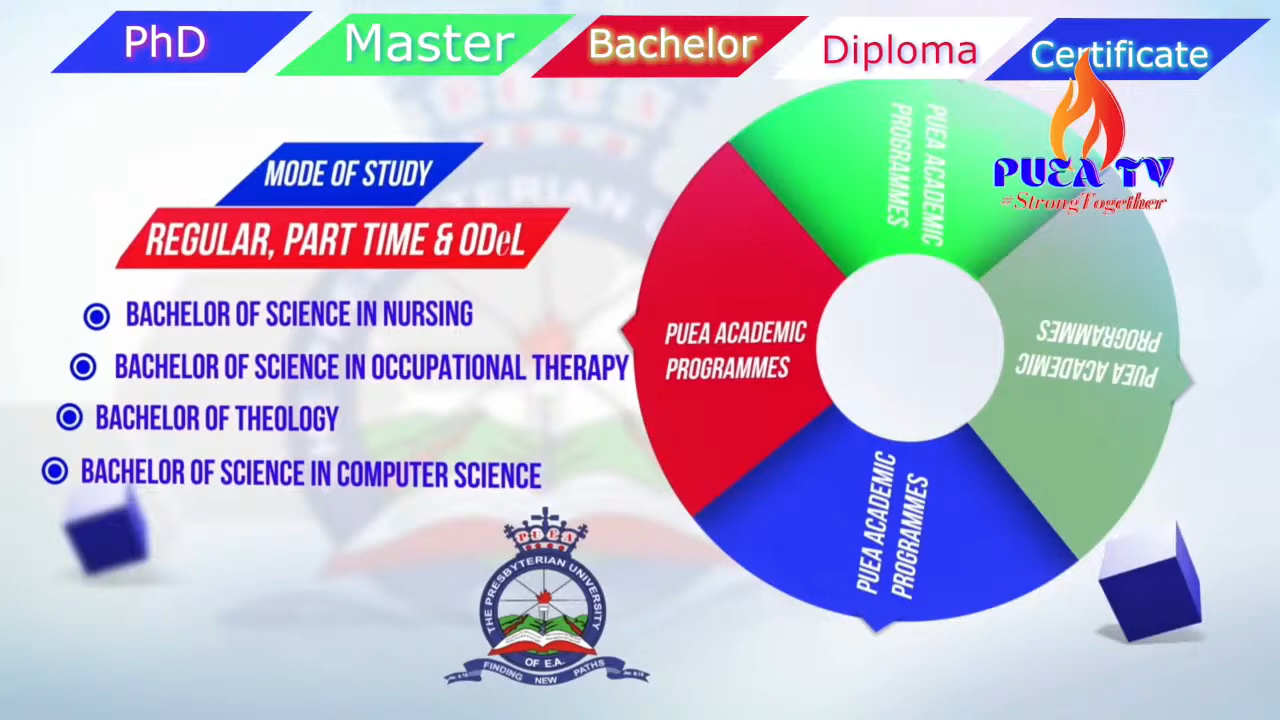 PhD
Master
Bachelor
Diploma
Certificate
PUEA TV
#StrongTogether
MODE OF STUDY
REGULAR, PART TIME & ODeL
BACHELOR OF SCIENCE IN NURSING
BACHELOR OF SCIENCE IN OCCUPATIONAL THERAPY
BACHELOR OF THEOLOGY
BACHELOR OF SCIENCE IN COMPUTER SCIENCE
PUEA ACADEMIC
PROGRAMMES
PUEA ACADEMIC
PROGRAMMES
PUEA ACADEMIC
PROGRAMMES
PUEA ACADEMIC
PROGRAMMES
PUEA
THE PRESBYTERIAN UNIVERSITY
OF E.A.
FINDING NEW PATHS